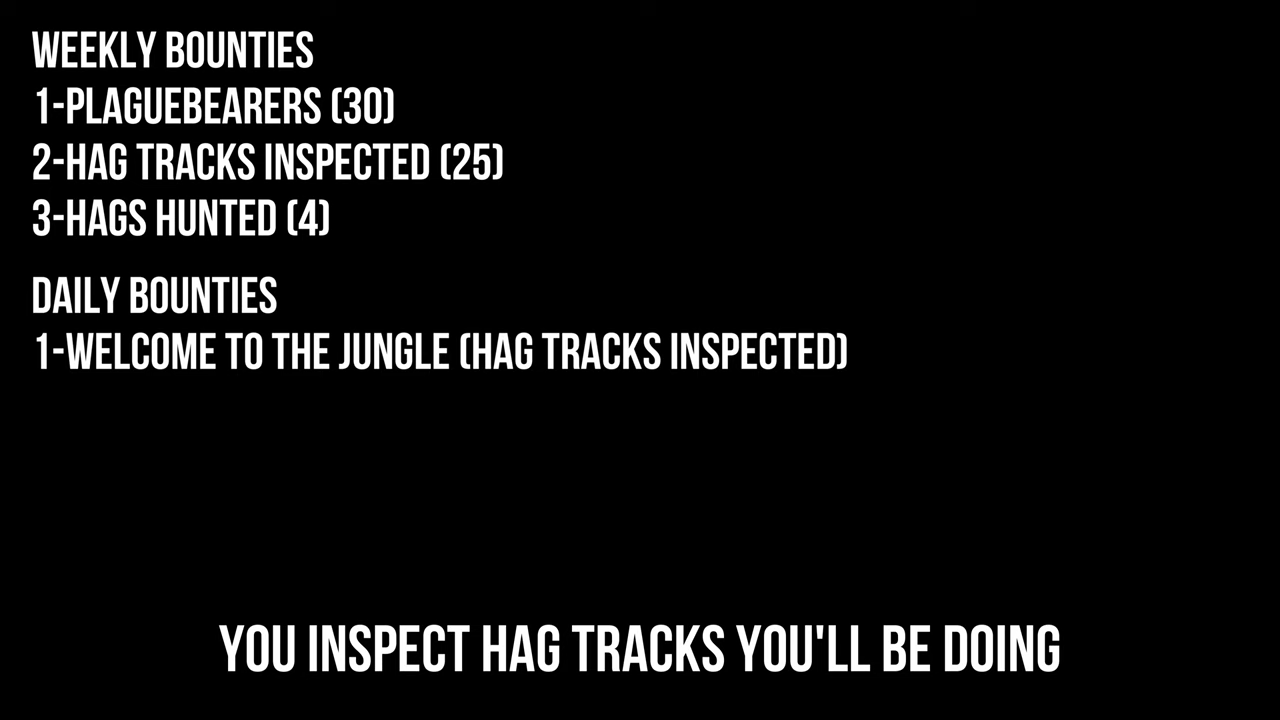 WEEKLY BOUNTIES
1-PLAGUEBEARERS (30)
2-HAG TRACKS INSPECTED (25)
3-HAGS HUNTED (4)
DAILY BOUNTIES
1-WELCOME TO THE JUNGLE (HAG TRACKS INSPECTED)
YOU INSPECT HAG TRACKS YOU'LL BE DOING